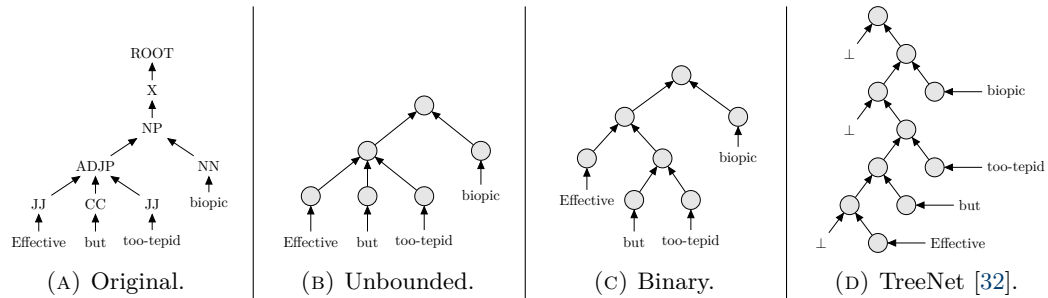 ROOT
X
NP
ADJP NN
JJ CC JJ biopic
Effective but too-tepid
(A) Original.
biopic
Effective but too-tepid
(B) Unbounded.
biopic
Effective
but too-tepid
(C) Binary.
⊥
biopic
⊥
too-tepid
but
⊥ Effective
(D) TreeNet [32].